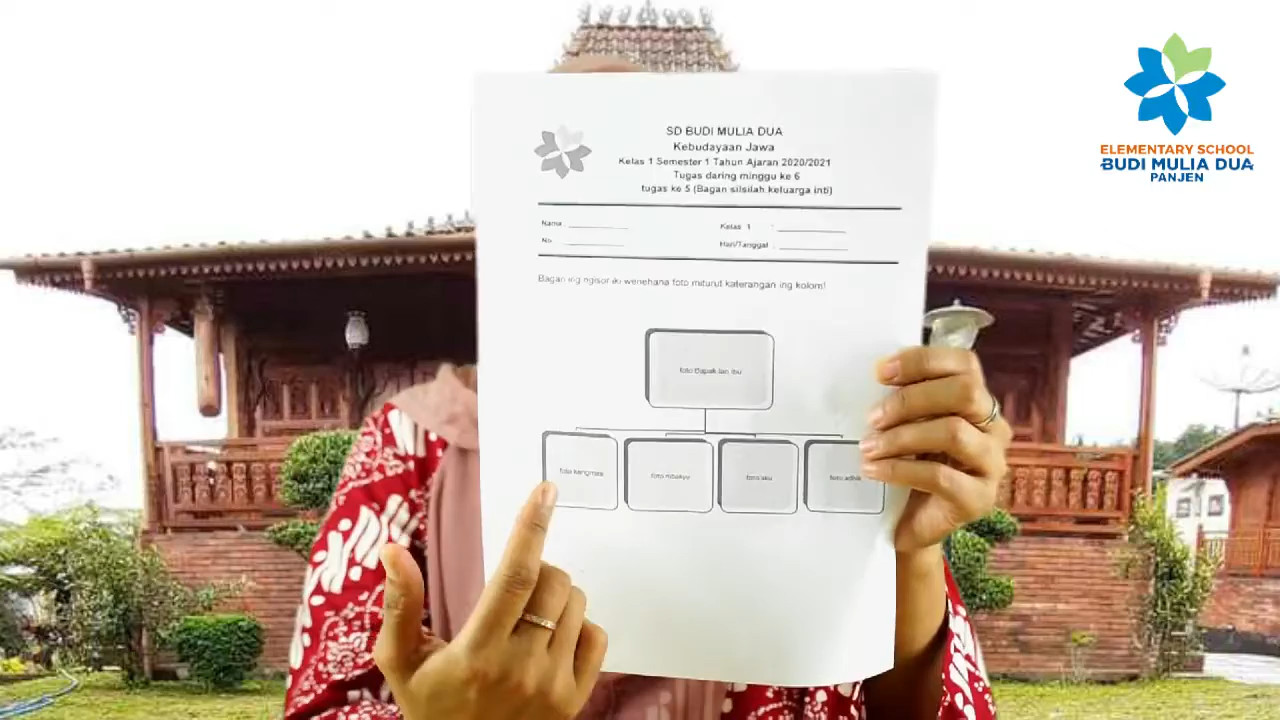 SD BUDI MULIA DUA
Kebudayaan Jawa
Kelas 1 Semester 1 Tahun Ajaran 2020/2021
Tugas daring minggu ke 6
tugas ke 5 (Bagan silsilah keluarga inti)
Nama
Kelas 1 :
No.
Hari/Tanggal :
Bagan ing ngisor iki wenehana foto miturut katerangan ing kolom!
foto Bapak lan Ibu
foto kangmas
foto mbakyu
foto aku
foto adhik
ELEMENTARY SCHOOL
BUDI MULIA DUA
PANJEN